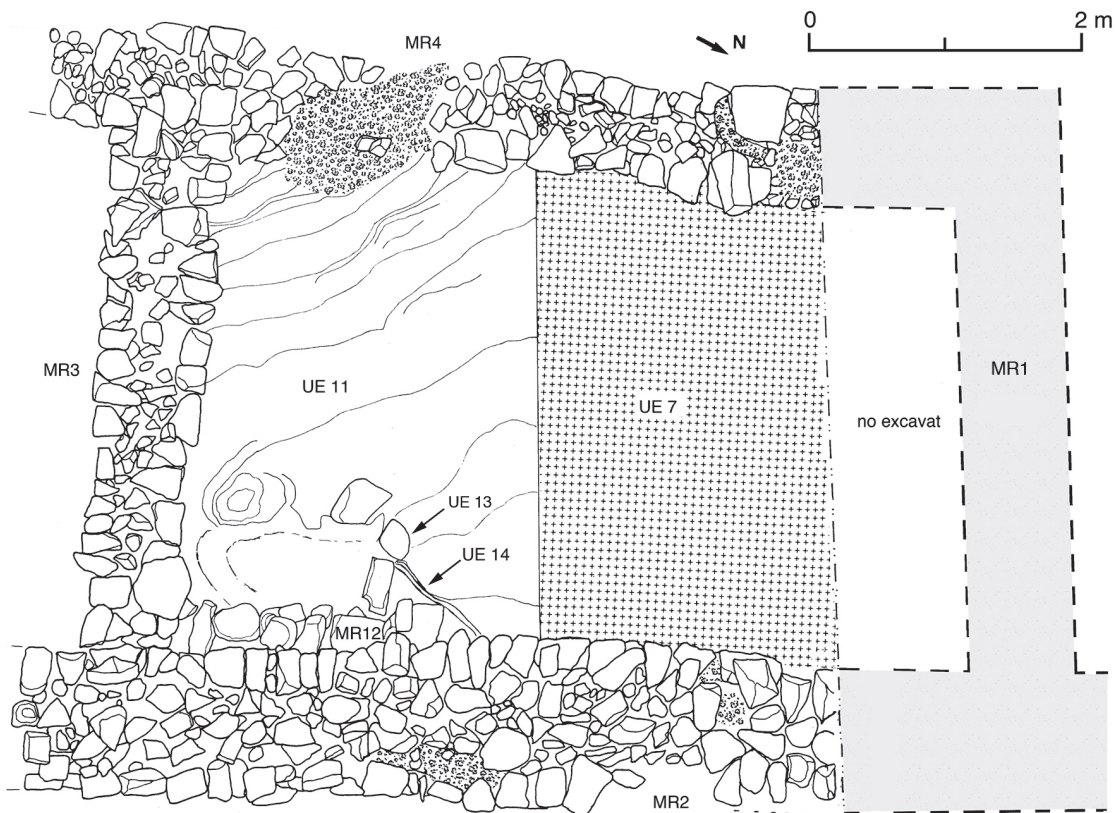 0 2 m
MR4
N
MR3
MR1
UE 11
UE 7
no excavat
UE 13
UE 14
MR12
MR2